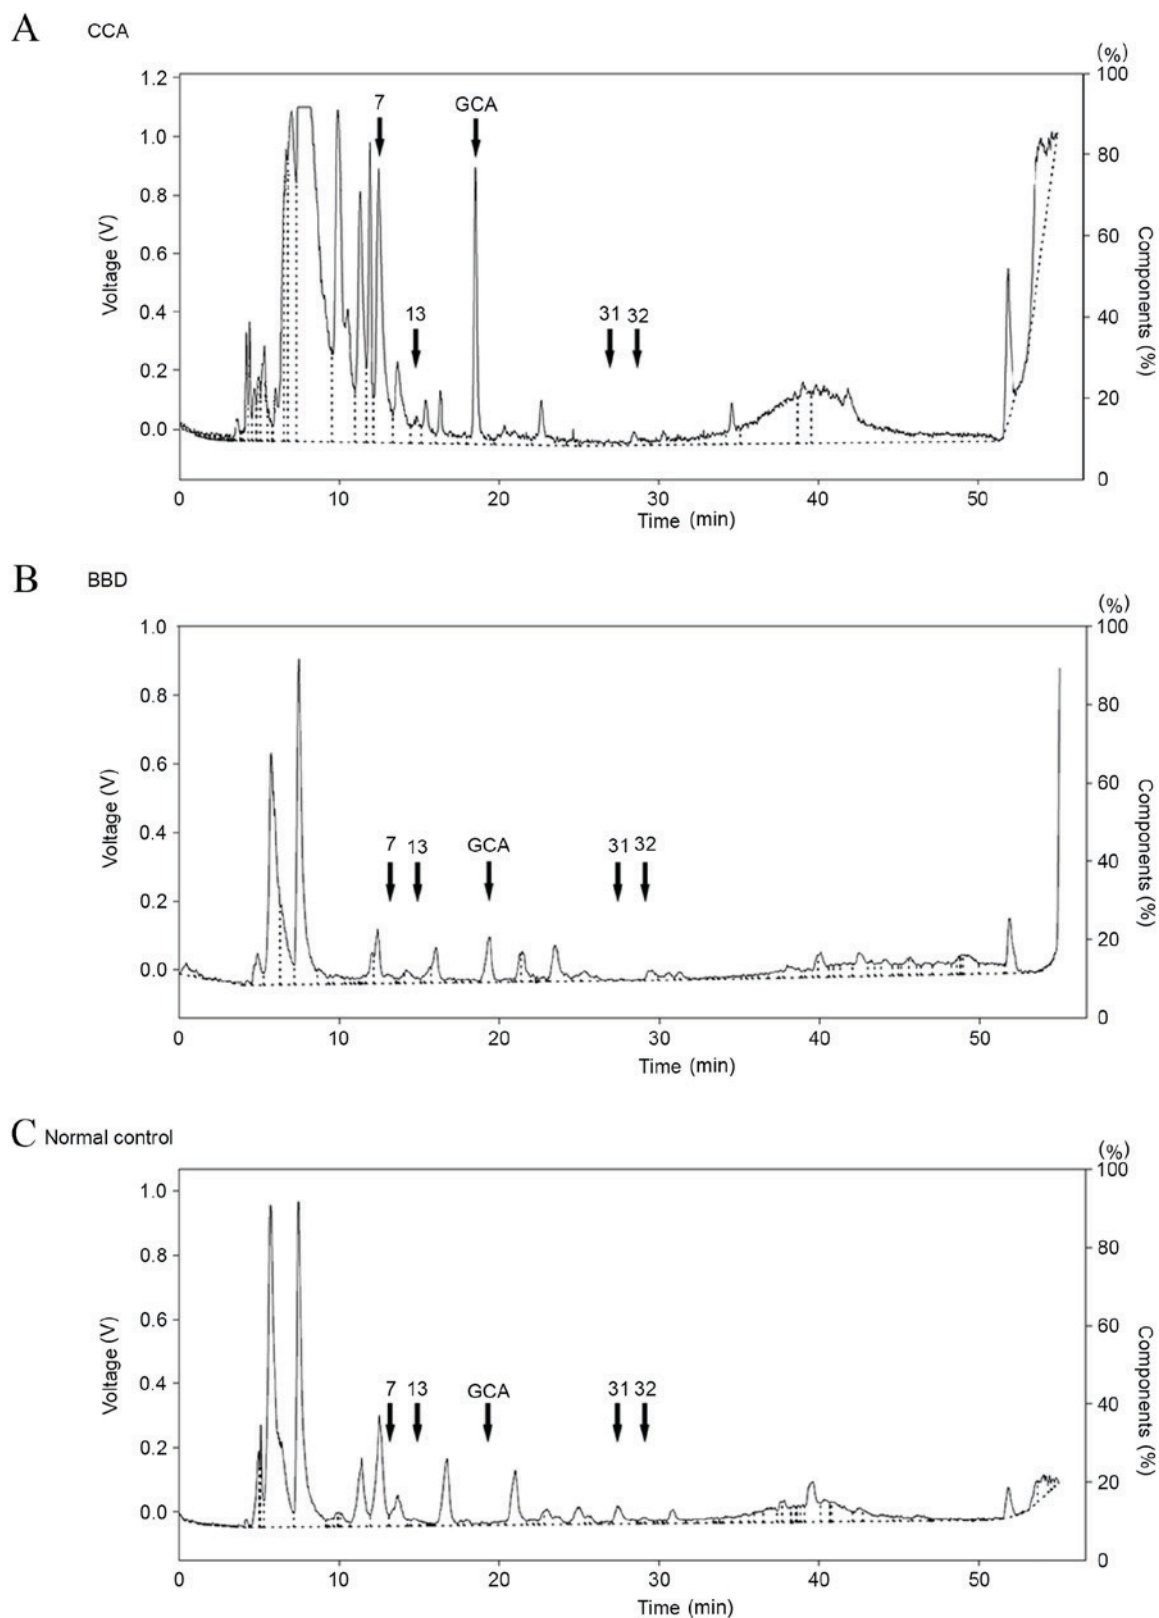 A CCA
(%)
1.2 100
7 GCA
1.0
80
0.8
60
0.6
Voltage (V)
Components (%)
0.4 40
13 31 32
0.2 20
0.0
0
0 10 20 30 40 50
Time (min)
B BBD
(%)
1.0 100
0.8 80
0.6 60
Voltage (V)
Components (%)
0.4 40
7 13 GCA 31 32
0.2 20
0.0
0
0 10 20 30 40 50
Time (min)
C Normal control
(%)
100
1.0
0.8 80
0.6 60
Voltage (V)
Components (%)
0.4 40
7 13 GCA 31 32
0.2 20
0.0
0
0 10 20 30 40 50
Time (min)